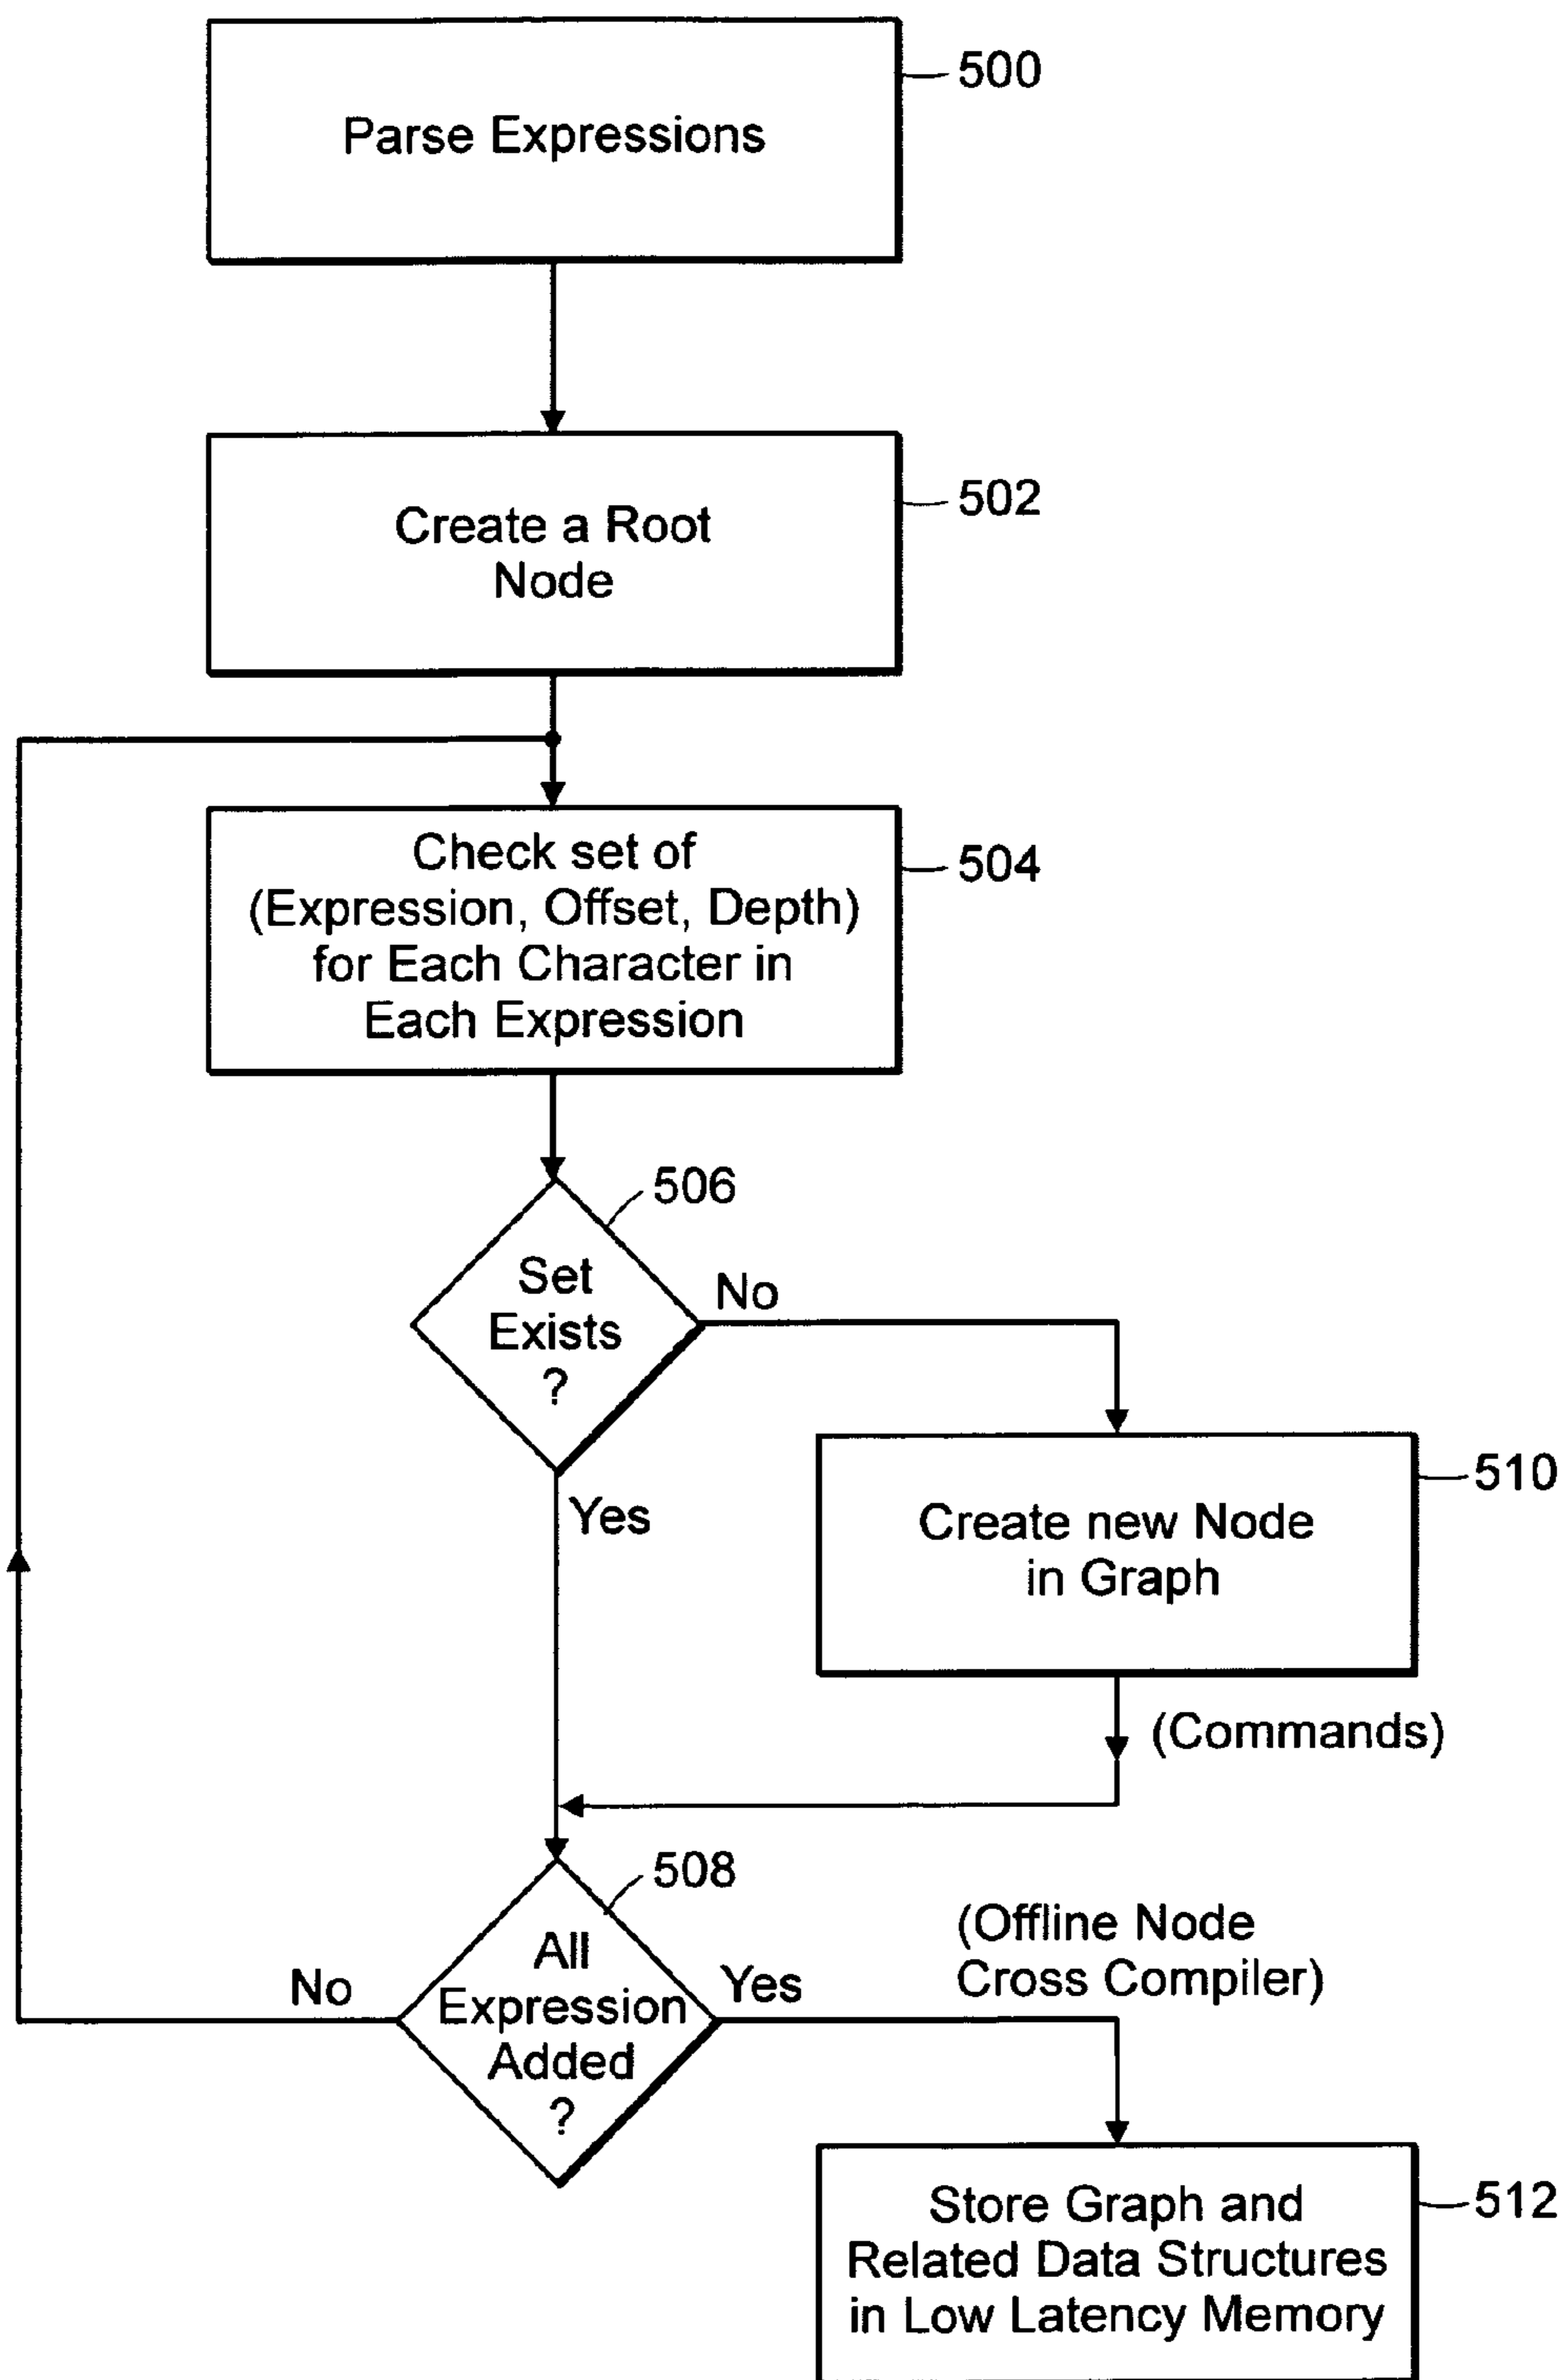 500
Parse Expressions
502
Create a Root
Node
Check set of
(Expression, Offset, Depth)
for Each Character in
Each Expression
504
506
Set
Exists
?
No
Yes
510
Create new Node
in Graph
(Commands)
508
All
Expression
Added
?
No
Yes
(Offline Node
Cross Compiler)
512
Store Graph and
Related Data Structures
in Low Latency Memory